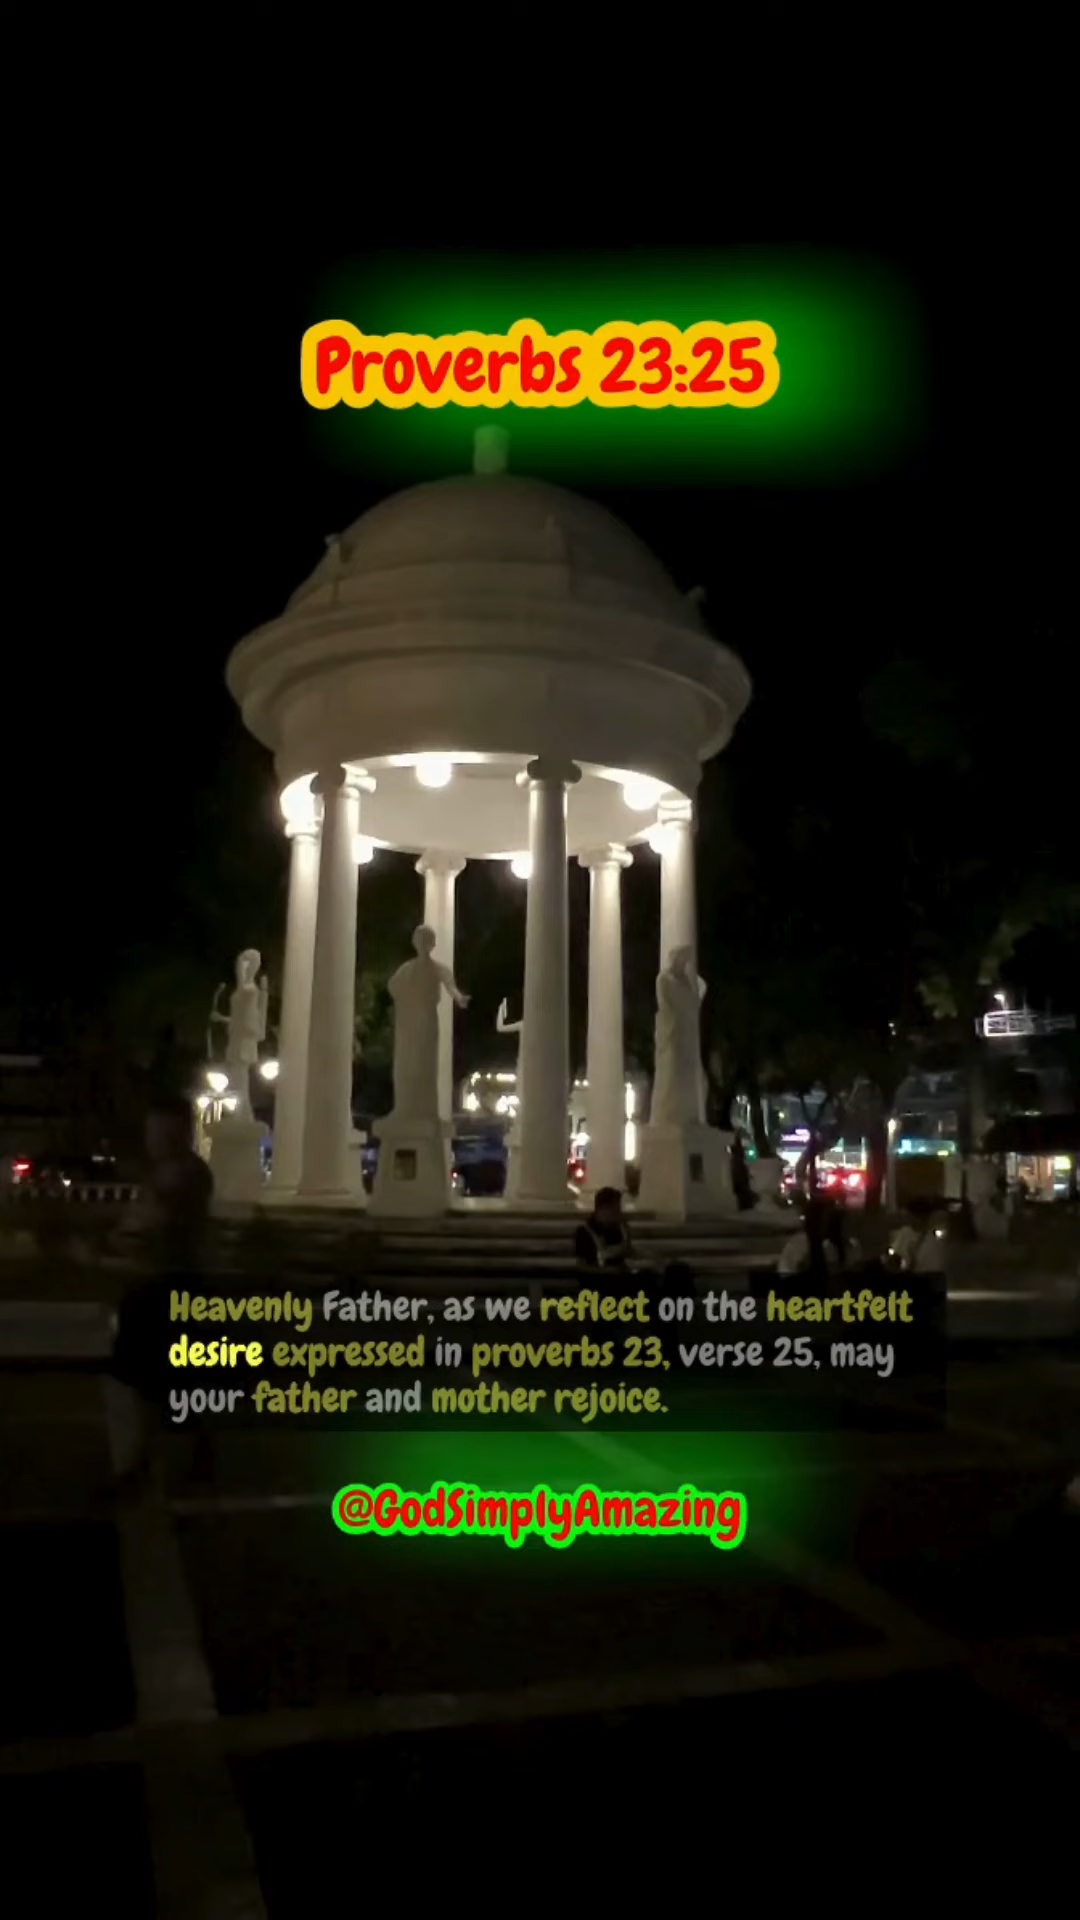 Proverbs 23:25
Heavenly Father, as we reflect on the heartfelt
desire expressed in proverbs 23, verse 25, may
your father and mother rejoice.
@GodSimplyAmazing